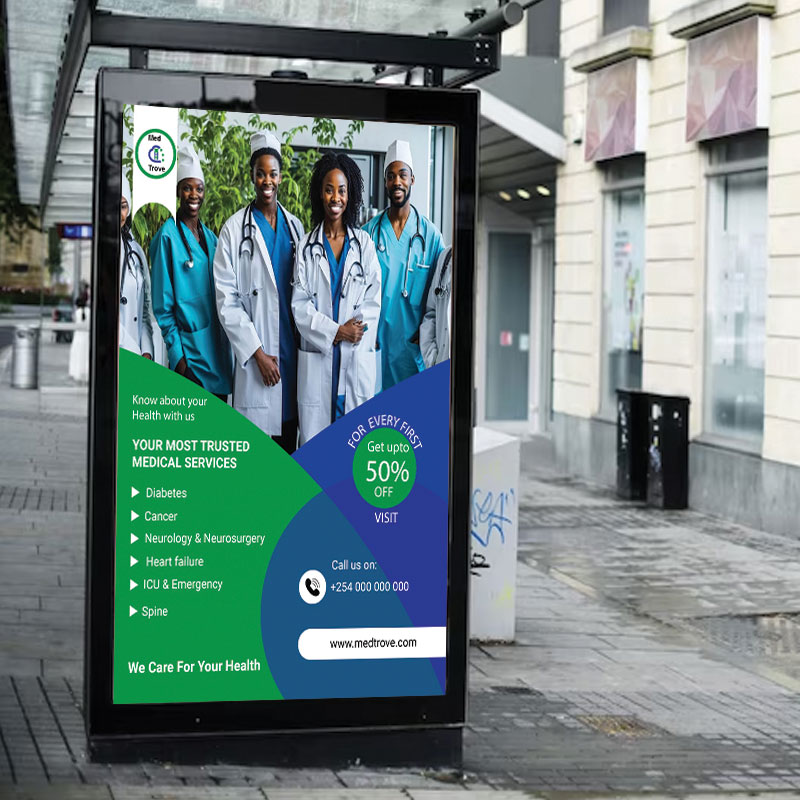 Med
Trove
Know about your
Health with us
YOUR MOST TRUSTED
MEDICAL SERVICES
Diabetes
Cancer
Neurology & Neurosurgery
Heart failure
ICU & Emergency
Spine
We Care For Your Health
FOR EVERY FIRST
Get upto
50%
OFF
VISIT
Call us on:
+254 000 000 000
www.medtrove.com